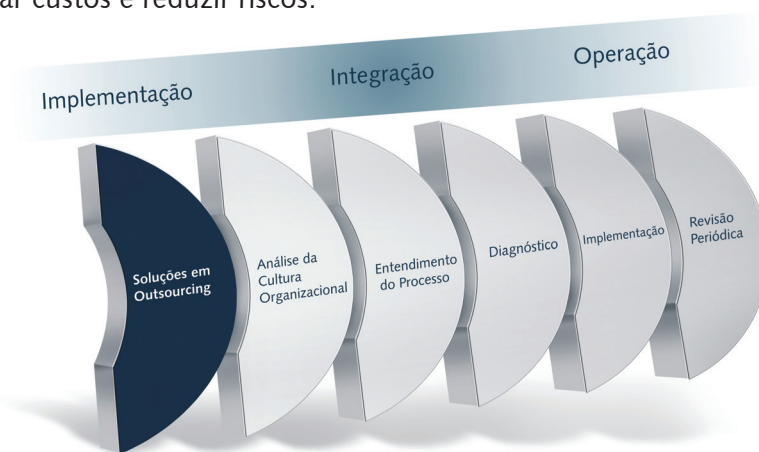 ar custos e reduzir riscos.
Implementação
Integração
Operação
Soluções em
Outsourcing
Análise da
Cultura
Organizacional
Entendimento
do Processo
Diagnóstico
Implementação
Revisão
Periódica